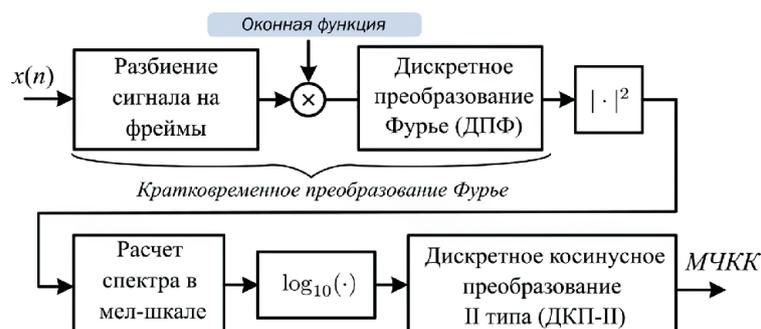 Оконная функция
x(n)
Разбиение
сигнала на
фреймы
×
Дискретное
преобразование
Фурье (ДПФ)
| · |²
Кратковременное преобразование Фурье
Расчет
спектра в
мел-шкале
log₁₀(·)
Дискретное косинусное
преобразование
II типа (ДКП-II)
МЧКК